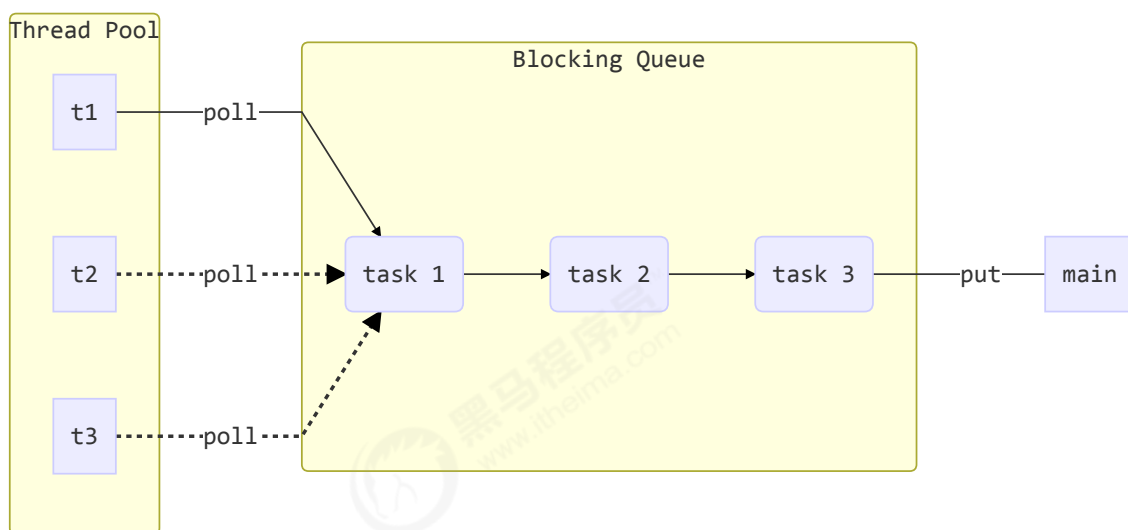 Thread Pool
Blocking Queue
t1
poll
t2
poll
task 1
task 2
task 3
put
main
t3
poll
黑马程序员
www.itheima.com